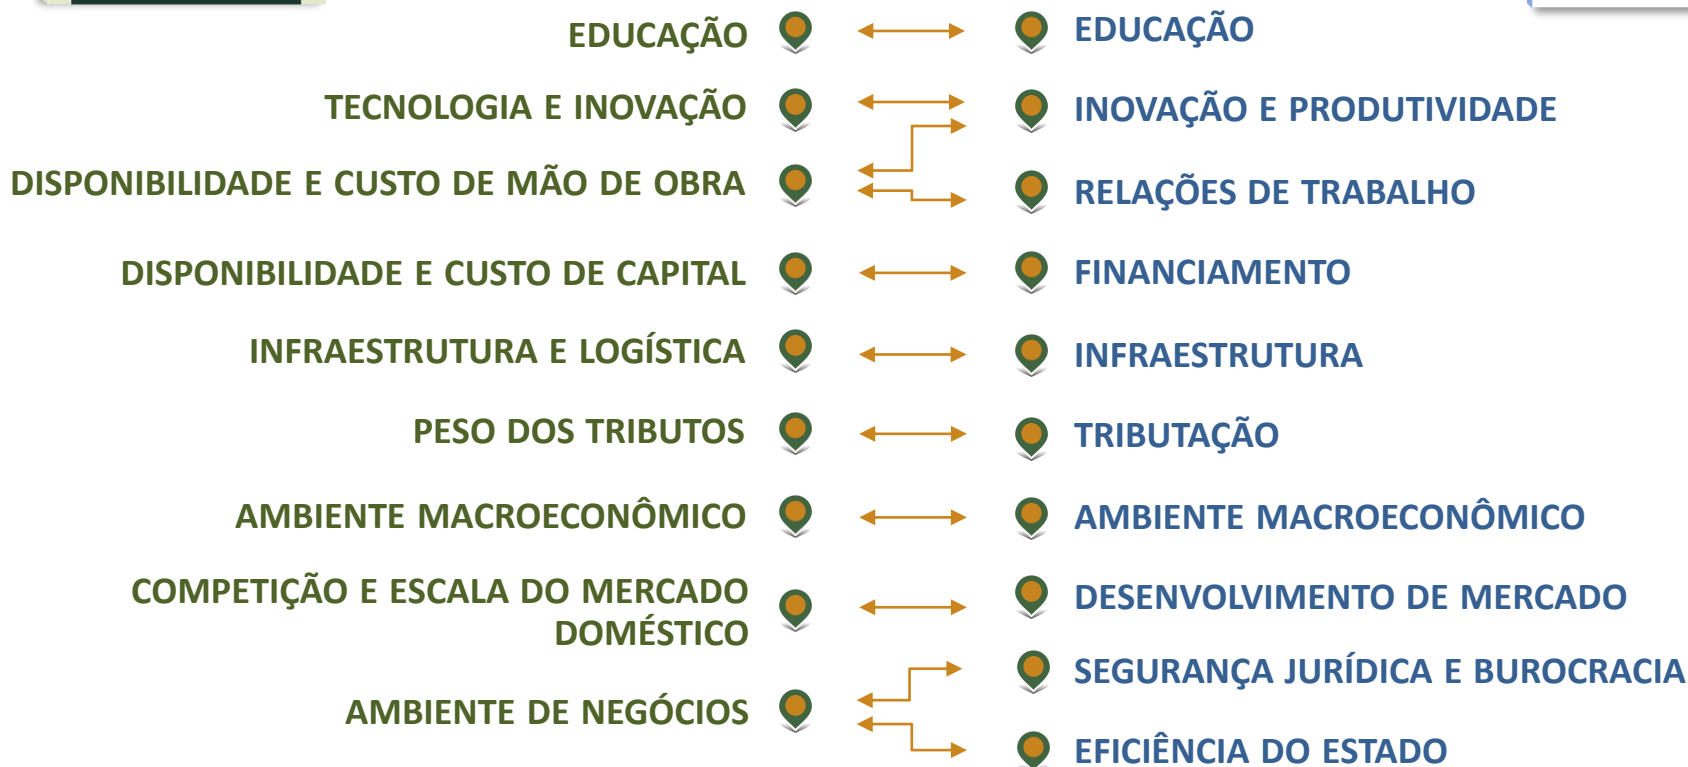 EDUCAÇÃO
EDUCAÇÃO
TECNOLOGIA E INOVAÇÃO
INOVAÇÃO E PRODUTIVIDADE
DISPONIBILIDADE E CUSTO DE MÃO DE OBRA
RELAÇÕES DE TRABALHO
DISPONIBILIDADE E CUSTO DE CAPITAL
FINANCIAMENTO
INFRAESTRUTURA E LOGÍSTICA
INFRAESTRUTURA
PESO DOS TRIBUTOS
TRIBUTAÇÃO
AMBIENTE MACROECONÔMICO
AMBIENTE MACROECONÔMICO
COMPETIÇÃO E ESCALA DO MERCADO
DOMÉSTICO
DESENVOLVIMENTO DE MERCADO
SEGURANÇA JURÍDICA E BUROCRACIA
AMBIENTE DE NEGÓCIOS
EFICIÊNCIA DO ESTADO